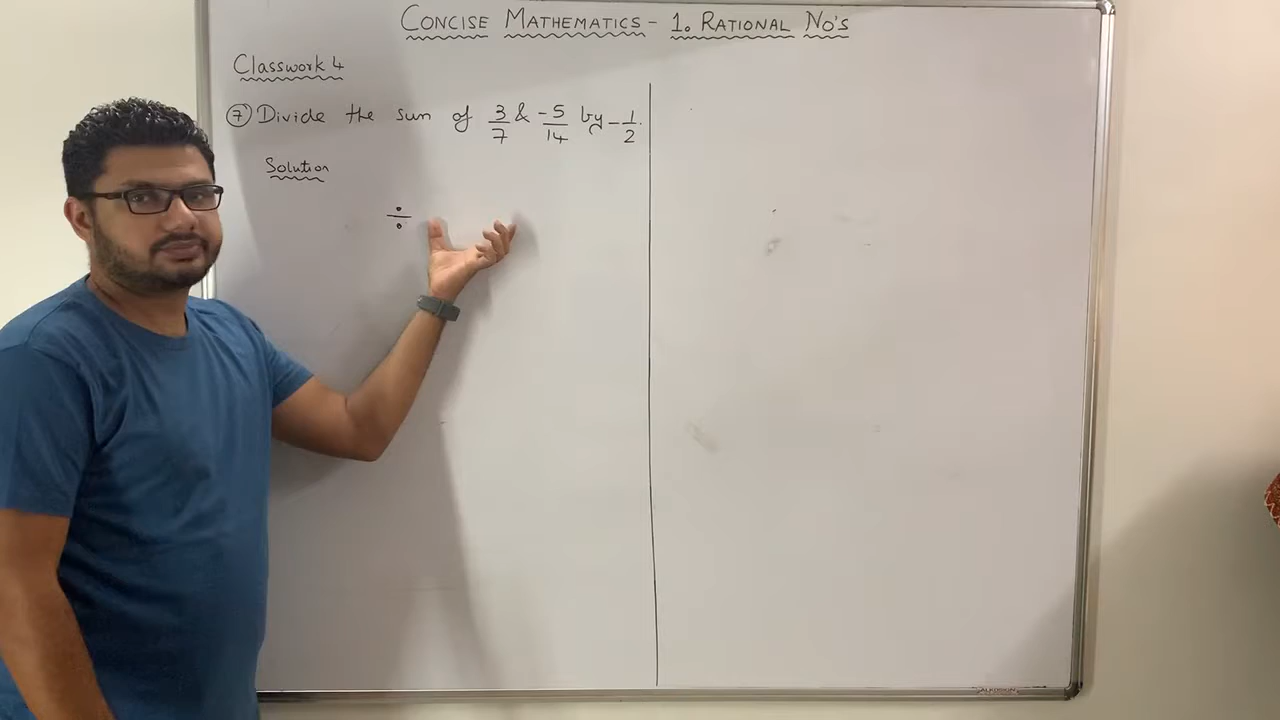 CONCISE MATHEMATICS - 1. RATIONAL NO'S
Classwork 4
⑦ Divide the sum of 3/7 & -5/14 by -1/2.
Solution
÷